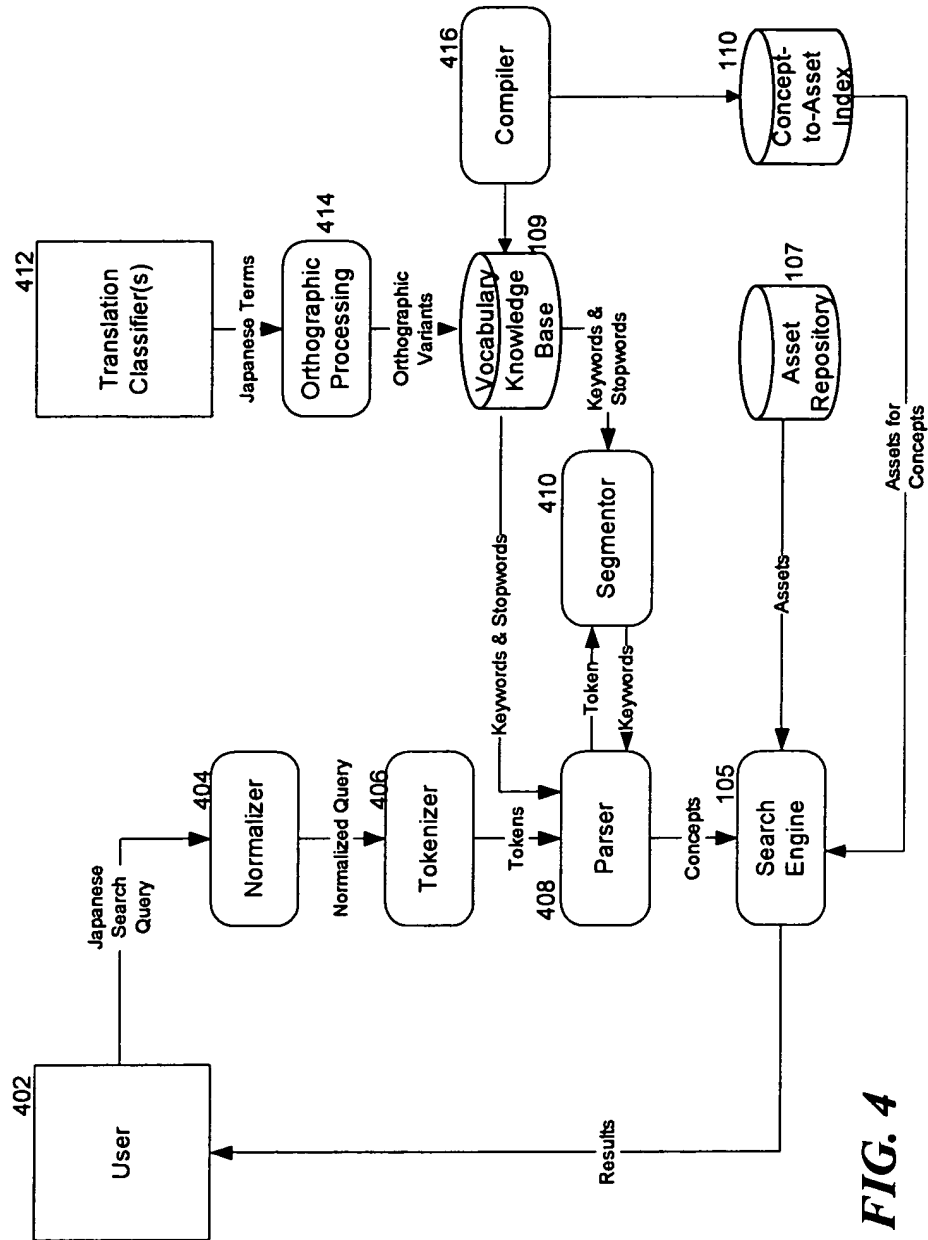 402
User
Japanese
Search
Query
404
Normalizer
Normalized Query
406
Tokenizer
Tokens
408
Parser
Concepts
105
Search
Engine
Results
412
Translation
Classifier(s)
Japanese Terms
414
Orthographic
Processing
Orthographic
Variants
109
Vocabulary
Knowledge
Base
Keywords & Stopwords
Keywords &
Stopwords
410
Segmentor
Token
Keywords
416
Compiler
107
Asset
Repository
Assets
110
Concept-
to-Asset
Index
Assets for
Concepts
FIG. 4